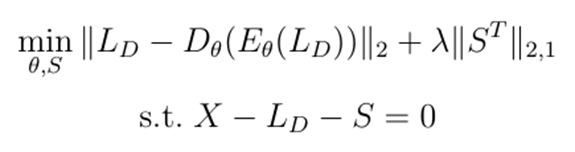 min_{θ,S} ‖L_D − D_θ(E_θ(L_D))‖_2 + λ‖S^T‖_{2,1}
s.t. X − L_D − S = 0